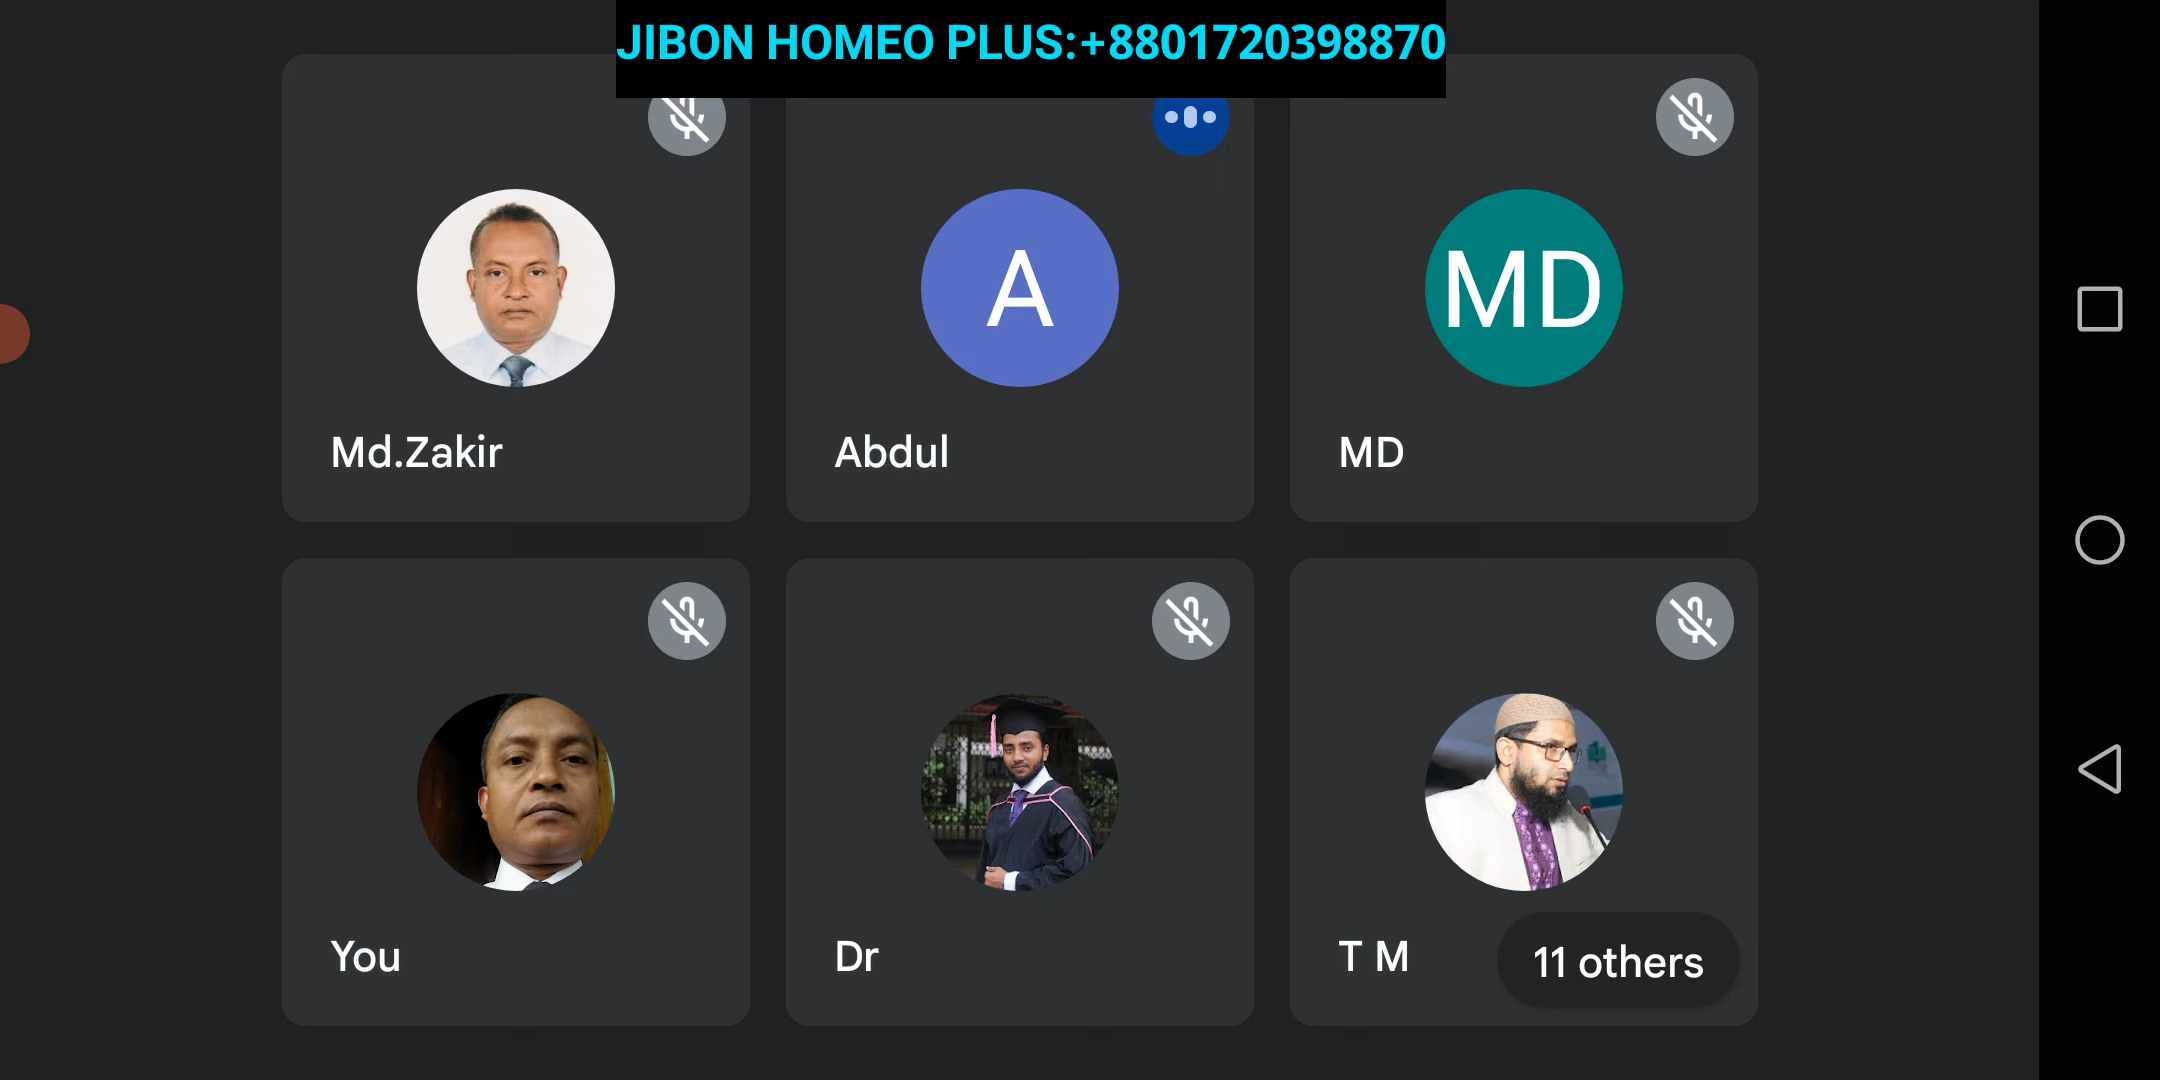 JIBON HOMEO PLUS:+8801720398870
A
MD
Md.Zakir
Abdul
MD
You
Dr
T M
11 others